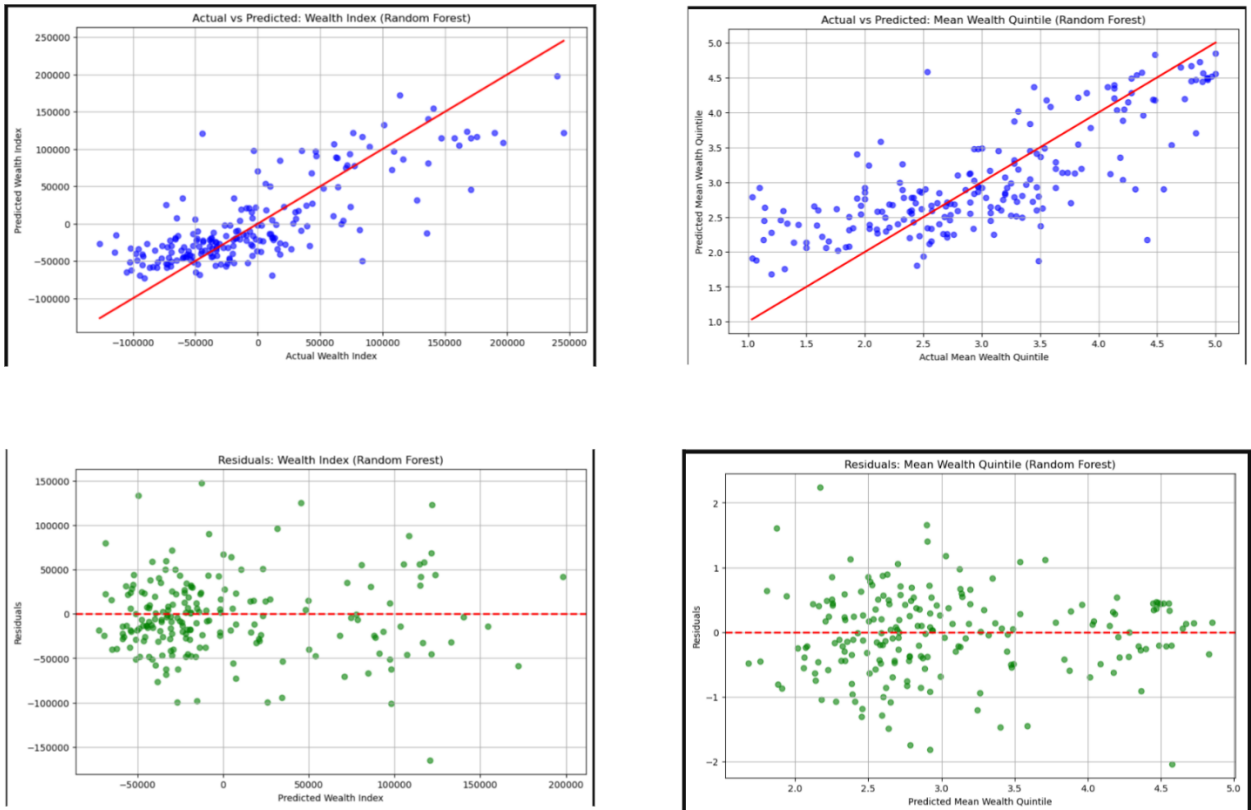 Actual vs Predicted: Wealth Index (Random Forest)
250000
200000
150000
100000
50000
0
−50000
−100000
Predicted Wealth Index
−100000 −50000 0 50000 100000 150000 200000 250000
Actual Wealth Index
Actual vs Predicted: Mean Wealth Quintile (Random Forest)
5.0
4.5
4.0
3.5
3.0
2.5
2.0
1.5
1.0
Predicted Mean Wealth Quintile
1.0 1.5 2.0 2.5 3.0 3.5 4.0 4.5 5.0
Actual Mean Wealth Quintile
Residuals: Wealth Index (Random Forest)
150000
100000
50000
0
−50000
−100000
−150000
Residuals
−50000 0 50000 100000 150000 200000
Predicted Wealth Index
Residuals: Mean Wealth Quintile (Random Forest)
2
1
0
−1
−2
Residuals
2.0 2.5 3.0 3.5 4.0 4.5 5.0
Predicted Mean Wealth Quintile